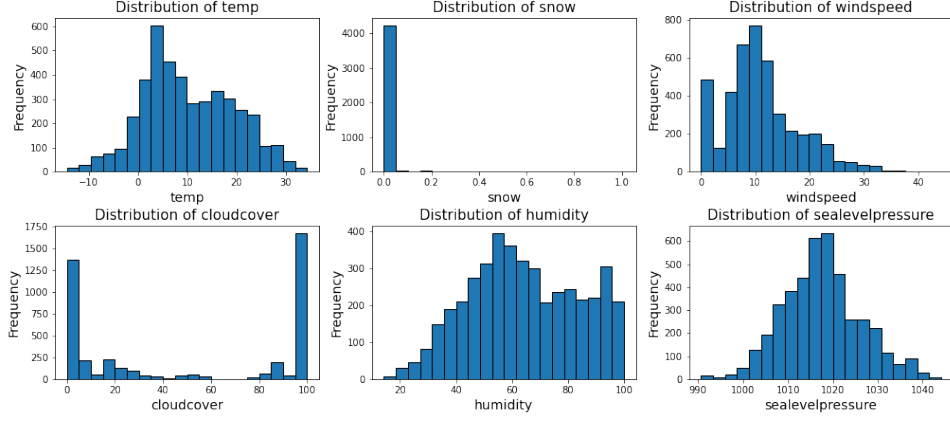 Distribution of temp
Frequency
600
500
400
300
200
100
0
−10 0 10 20 30
temp
Distribution of snow
Frequency
4000
3000
2000
1000
0
0.0 0.2 0.4 0.6 0.8 1.0
snow
Distribution of windspeed
Frequency
800
600
400
200
0
0 10 20 30 40
windspeed
Distribution of cloudcover
Frequency
1750
1500
1250
1000
750
500
250
0
0 20 40 60 80 100
cloudcover
Distribution of humidity
Frequency
400
300
200
100
0
20 40 60 80 100
humidity
Distribution of sealevelpressure
Frequency
600
500
400
300
200
100
0
990 1000 1010 1020 1030 1040
sealevelpressure